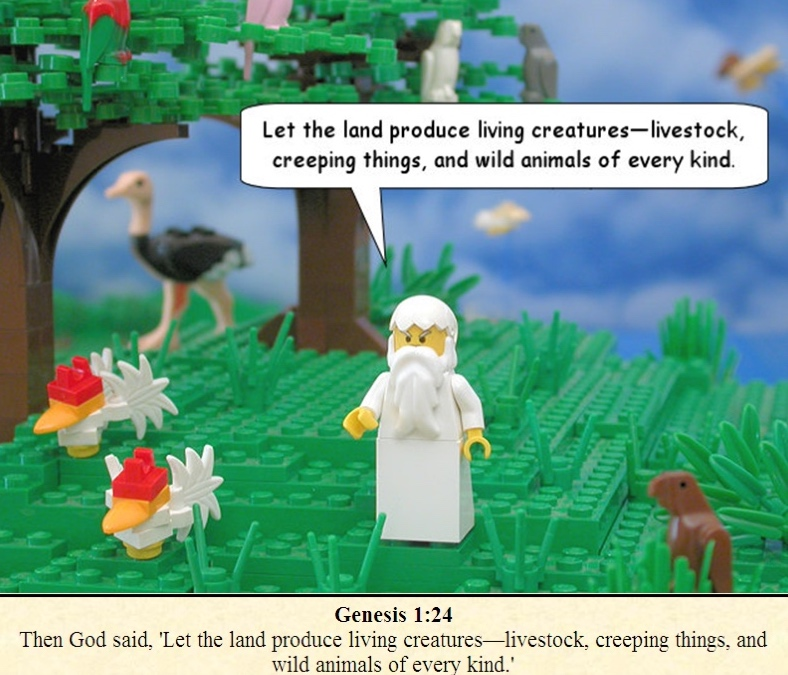 Let the land produce living creatures—livestock,
creeping things, and wild animals of every kind.
Genesis 1:24
Then God said, 'Let the land produce living creatures—livestock, creeping things, and
wild animals of every kind.'